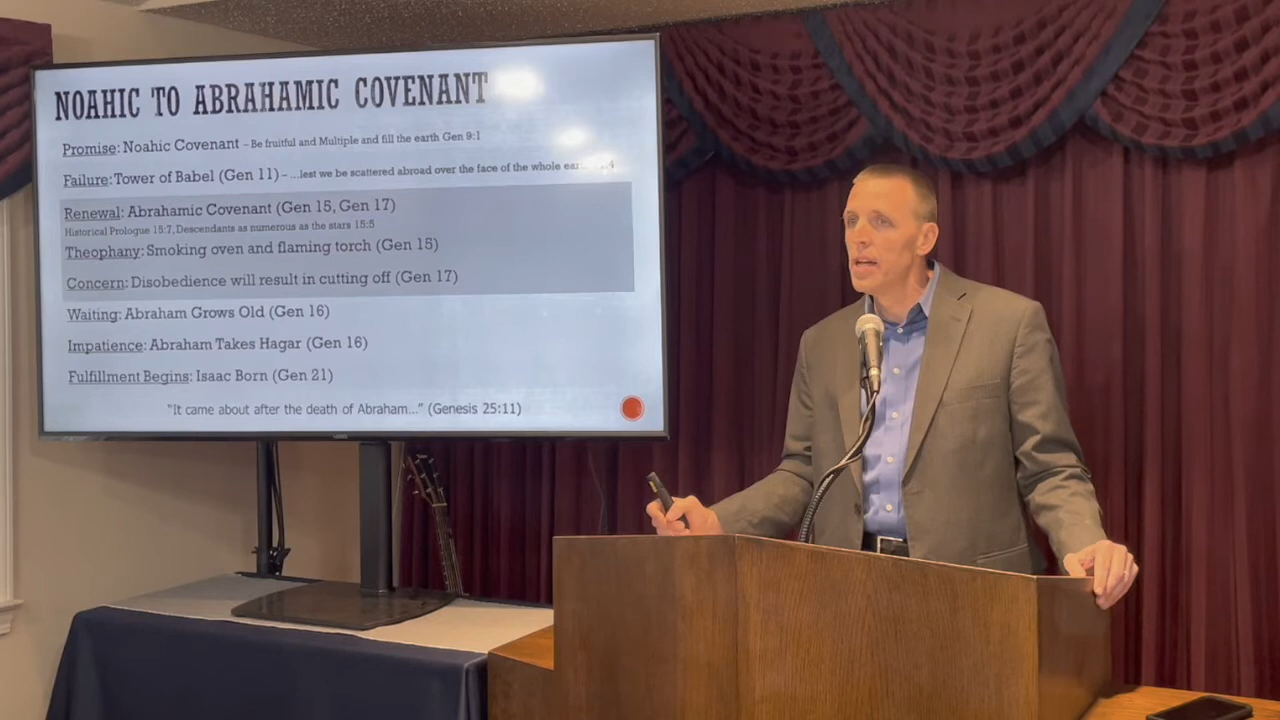 NOAHIC TO ABRAHAMIC COVENANT
Promise: Noahic Covenant – Be fruitful and Multiple and fill the earth Gen 9:1
Failure: Tower of Babel (Gen 11) – ...lest we be scattered abroad over the face of the whole
Renewal: Abrahamic Covenant (Gen 15, Gen 17)
Historical Prologue 15:7, Descendants as numerous as the stars 15:5
Theophany: Smoking oven and flaming torch (Gen 15)
Concern: Disobedience will result in cutting off (Gen 17)
Waiting: Abraham Grows Old (Gen 16)
Impatience: Abraham Takes Hagar (Gen 16)
Fulfillment Begins: Isaac Born (Gen 21)
"It came about after the death of Abraham..." (Genesis 25:11)